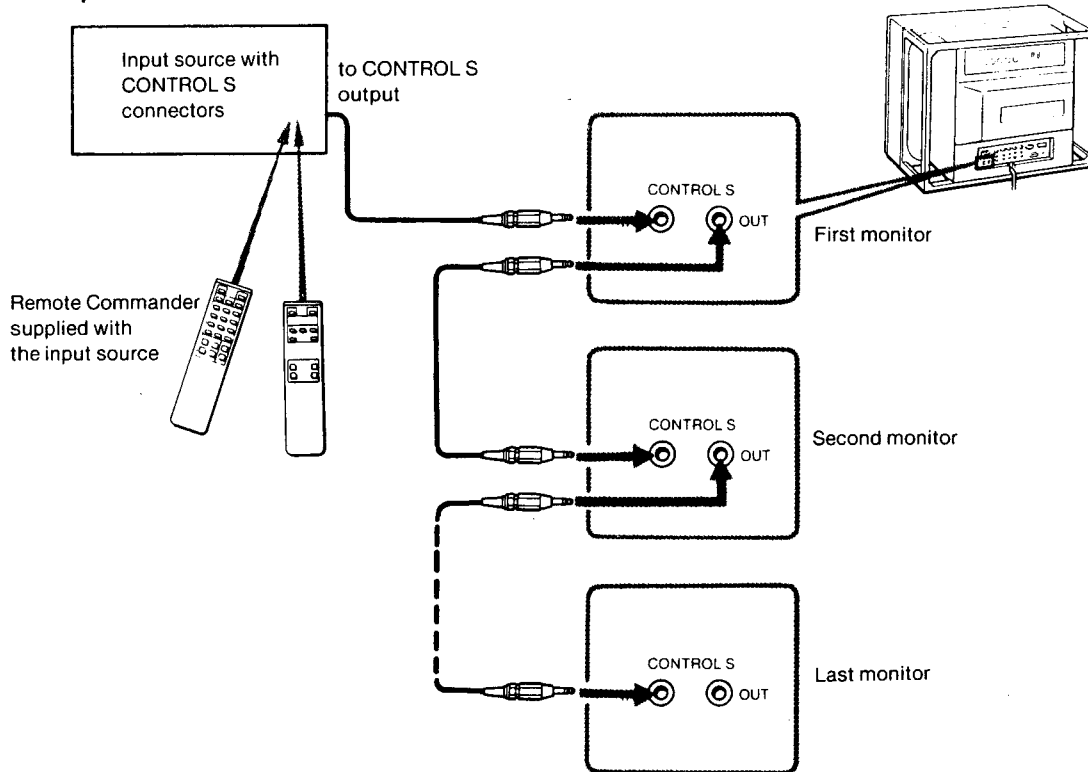 Input source with
CONTROL S
connectors
to CONTROL S
output
CONTROL S
OUT
First monitor
Remote Commander
supplied with
the input source
CONTROL S
OUT
Second monitor
CONTROL S
OUT
Last monitor